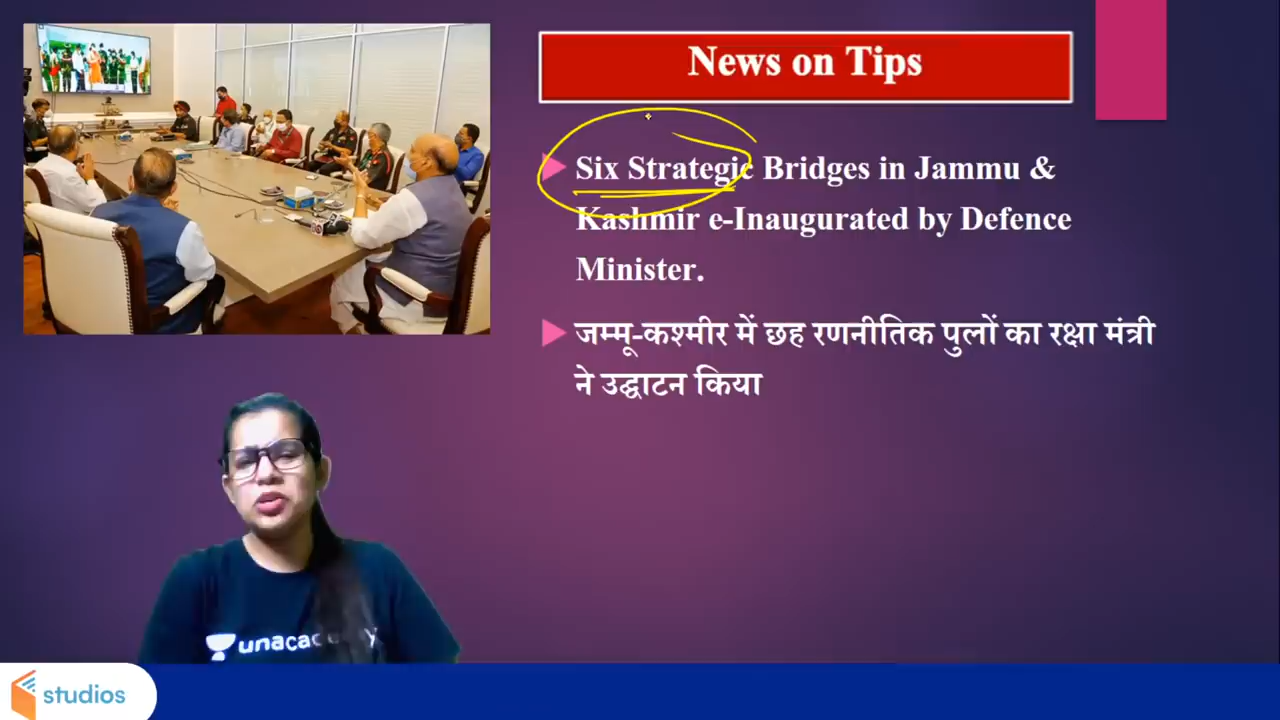 News on Tips
Six Strategic Bridges in Jammu &
Kashmir e-Inaugurated by Defence
Minister.
जम्मू-कश्मीर में छह रणनीतिक पुलों का रक्षा मंत्री
ने उद्घाटन किया
unacademy
studios